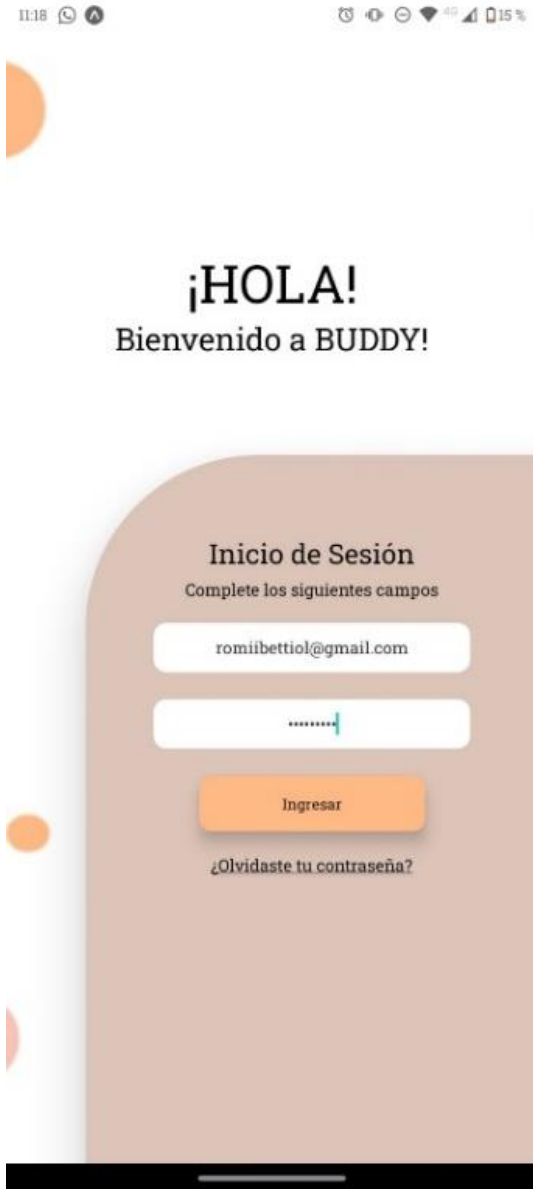 11:18 4G 15 %
¡HOLA!
Bienvenido a BUDDY!
Inicio de Sesión
Complete los siguientes campos
romiibettiol@gmail.com
•••••••••
Ingresar
¿Olvidaste tu contraseña?